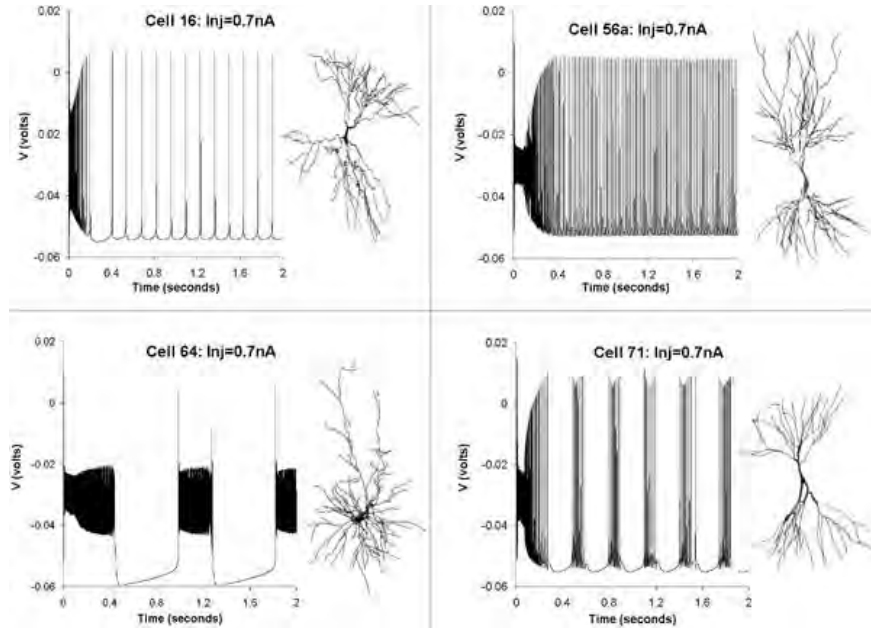 Cell 16: Inj=0.7nA
0.02
0
-0.02
-0.04
-0.06
V (volts)
0 0.4 0.8 1.2 1.6 2
Time (seconds)
Cell 56a: Inj=0.7nA
0.02
0
-0.02
-0.04
-0.06
V (volts)
0 0.4 0.8 1.2 1.6 2
Time (seconds)
Cell 64: Inj=0.7nA
0.02
0
-0.02
-0.04
-0.06
V (volts)
0 0.4 0.8 1.2 1.6 2
Time (seconds)
Cell 71: Inj=0.7nA
0.02
0
-0.02
-0.04
-0.06
V (volts)
0 0.4 0.8 1.2 1.6 2
Time (seconds)